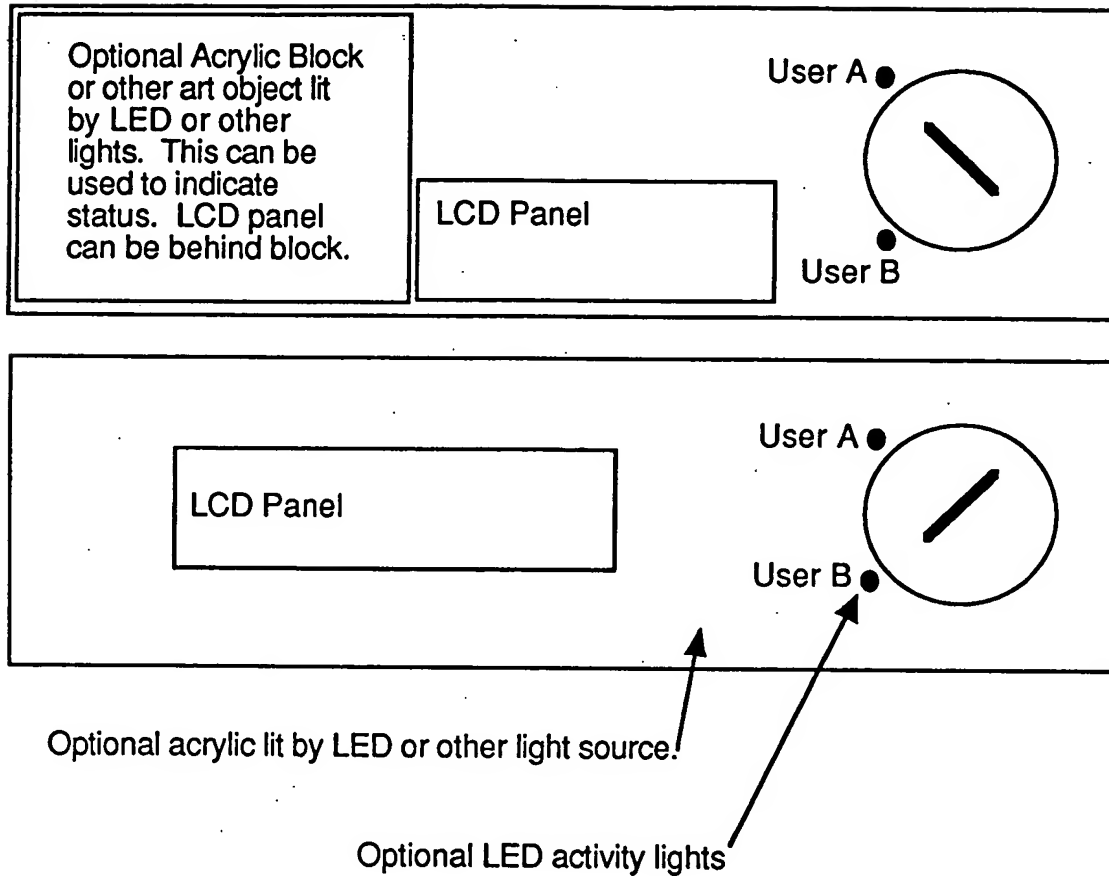 Optional Acrylic Block
or other art object lit
by LED or other
lights. This can be
used to indicate
status. LCD panel
can be behind block.
LCD Panel
User A
User B
LCD Panel
User A
User B
Optional acrylic lit by LED or other light source.
Optional LED activity lights